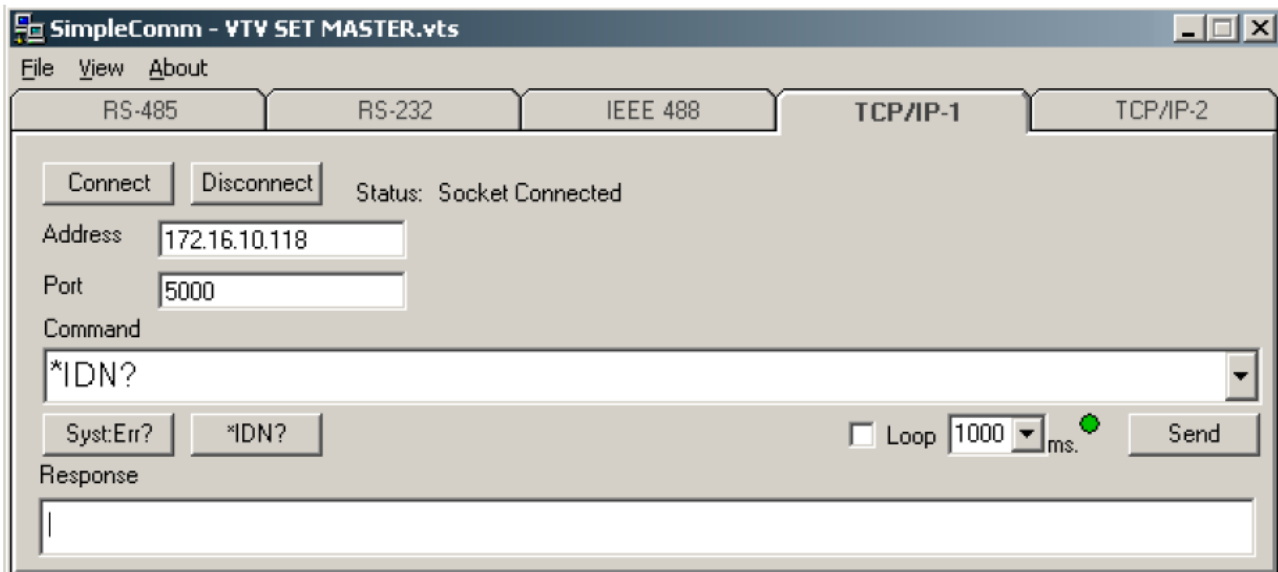 SimpleComm - VTV SET MASTER.vts
File View About
RS-485 RS-232 IEEE 488 TCP/IP-1 TCP/IP-2
Connect Disconnect Status: Socket Connected
Address 172.16.10.118
Port 5000
Command
*IDN?
Syst:Err? *IDN? Loop 1000 ms. Send
Response